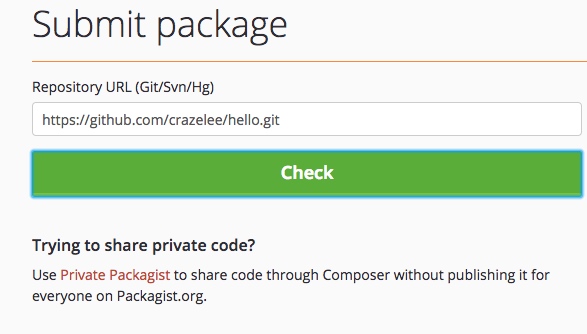 Submit package
Repository URL (Git/Svn/Hg)
https://github.com/crazelee/hello.git
Check
Trying to share private code?
Use Private Packagist to share code through Composer without publishing it for
everyone on Packagist.org.